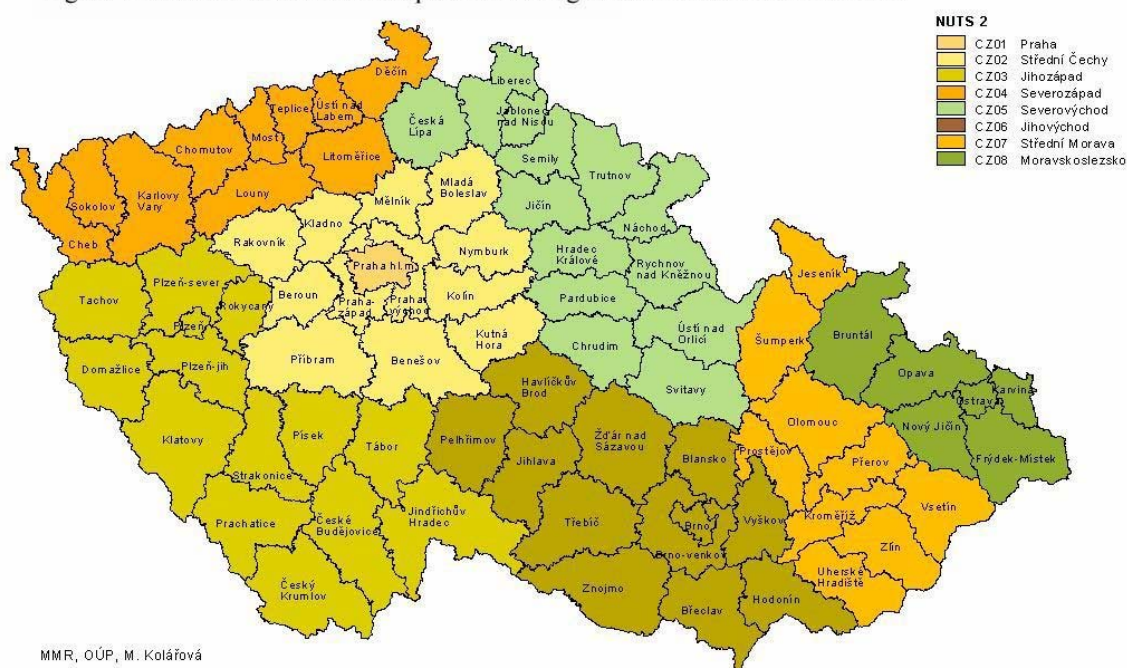 NUTS 2
CZ01 Praha
CZ02 Střední Čechy
CZ03 Jihozápad
CZ04 Severozápad
CZ05 Severovýchod
CZ06 Jihovýchod
CZ07 Střední Morava
CZ08 Moravskoslezsko
Děčín
Liberec
Teplice
Ústí nad
Labem
Jablonec
nad Nisou
Česká
Lípa
Most
Chomutov
Litoměřice
Semily
Trutnov
Mladá
Boleslav
Karlovy
Vary
Louny
Sokolov
Mělník
Jičín
Kladno
Náchod
Cheb
Rakovník
Nymburk
Hradec
Králové
Rychnov
nad Kněžnou
Praha hl.m.
Jeseník
Plzeň-sever
Tachov
Rokycany
Beroun
Praha-
západ
Praha
východ
Kolín
Pardubice
Plzeň
Kutná
Hora
Ústí nad
Orlicí
Šumperk
Bruntál
Chrudim
Příbram
Benešov
Domažlice
Plzeň-jih
Opava
Karviná
Ostrava
Svitavy
Havlíčkův
Brod
Olomouc
Nový Jičín
Klatovy
Písek
Tábor
Pelhřimov
Žďár nad
Sázavou
Jihlava
Blansko
Prostějov
Přerov
Frýdek-Místek
Strakonice
Vsetín
Prachatice
České
Budějovice
Jindřichův
Hradec
Třebíč
Brno
Vyškov
Kroměříž
Brno-venkov
Zlín
Uherské
Hradiště
Český
Krumlov
Znojmo
Břeclav
Hodonín
MMR, OÚP, M. Kolářová